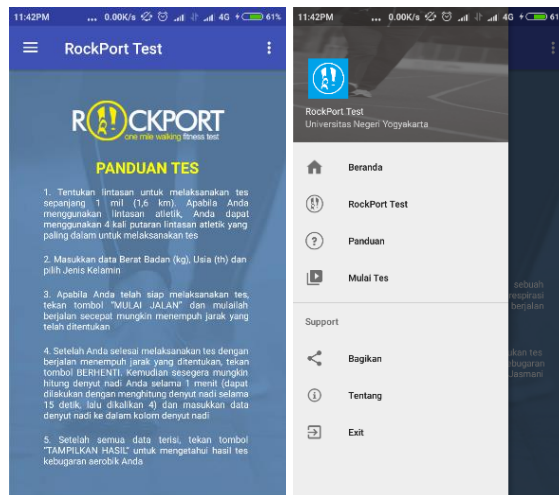 11:42PM ... 0.00K/s 4G 61%
RockPort Test
R CKPORT
one mile walking fitness test
PANDUAN TES
1. Tentukan lintasan untuk melaksanakan tes
sepanjang 1 mil (1,6 km). Apabila Anda
menggunakan lintasan atletik, Anda dapat
menggunakan 4 kali putaran lintasan atletik yang
paling dalam untuk melaksanakan tes
2. Masukkan data Berat Badan (kg), Usia (th) dan
pilih Jenis Kelamin
3. Apabila Anda telah siap melaksanakan tes,
tekan tombol "MULAI JALAN" dan mulailah
berjalan secepat mungkin menempuh jarak yang
telah ditentukan
4. Setelah Anda selesai melaksanakan tes dengan
berjalan menempuh jarak yang ditentukan, tekan
tombol BERHENTI. Kemudian sesegera mungkin
hitung denyut nadi Anda selama 1 menit (dapat
dilakukan dengan menghitung denyut nadi selama
15 detik, lalu dikalikan 4) dan masukkan data
denyut nadi ke dalam kolom denyut nadi
5. Setelah semua data terisi, tekan tombol
"TAMPILKAN HASIL" untuk mengetahui hasil tes
kebugaran aerobik Anda
11:42PM ... 0.00K/s 4G 61
RockPort Test
Universitas Negeri Yogyakarta
Beranda
RockPort Test
Panduan
Mulai Tes
Support
Bagikan
Tentang
Exit
sebuah
respirasi
berjalan
ukan tes
ebugaran
Jasmani